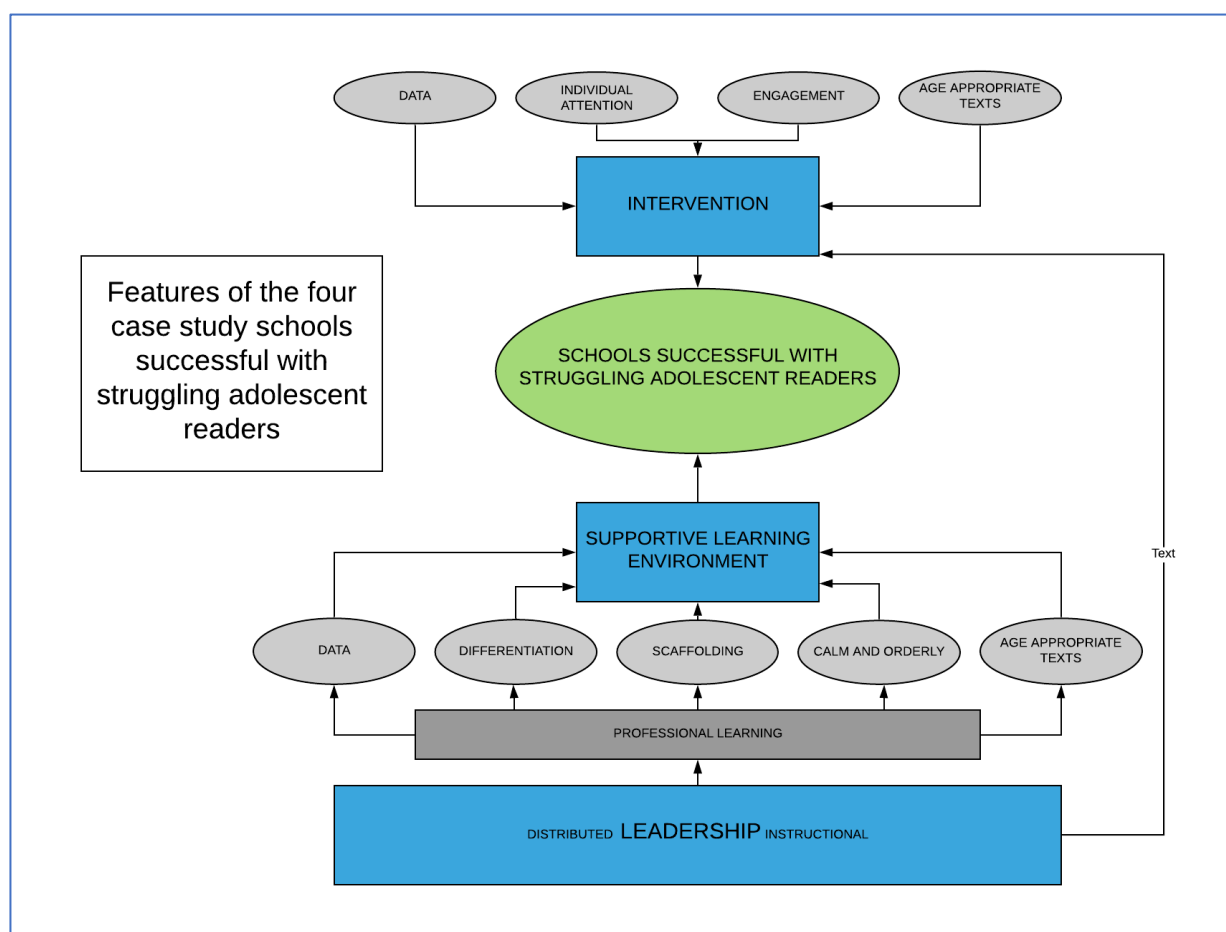 DATA
INDIVIDUAL
ATTENTION
ENGAGEMENT
AGE APPROPRIATE
TEXTS
INTERVENTION
Features of the four
case study schools
successful with
struggling adolescent
readers
SCHOOLS SUCCESSFUL WITH
STRUGGLING ADOLESCENT READERS
SUPPORTIVE LEARNING
ENVIRONMENT
Text
DATA
DIFFERENTIATION
SCAFFOLDING
CALM AND ORDERLY
AGE APPROPRIATE
TEXTS
PROFESSIONAL LEARNING
DISTRIBUTED LEADERSHIP INSTRUCTIONAL